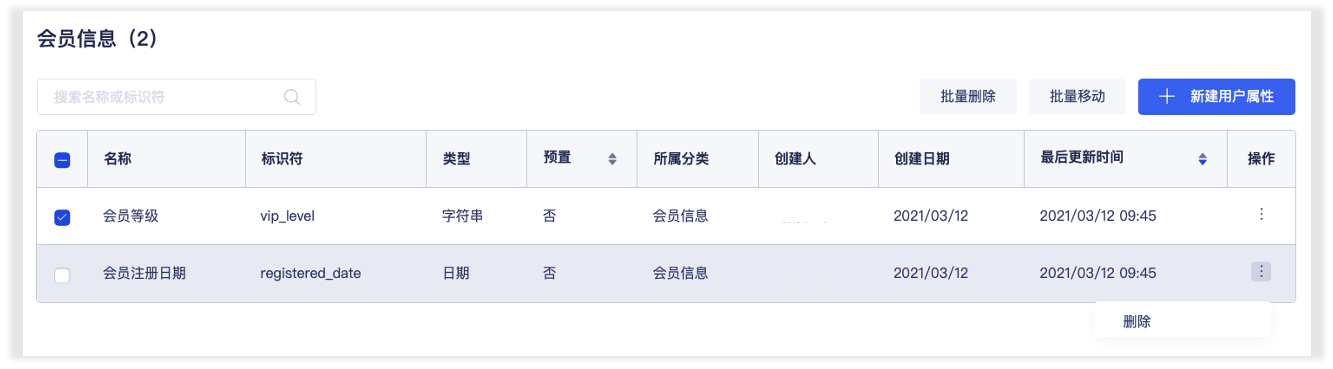 会员信息（2）
搜索名称或标识符 批量删除 批量移动 新建用户属性
名称 标识符 类型 预置 所属分类 创建人 创建日期 最后更新时间 操作
会员等级 vip_level 字符串 否 会员信息 2021/03/12 2021/03/12 09:45
会员注册日期 registered_date 日期 否 会员信息 2021/03/12 2021/03/12 09:45
删除